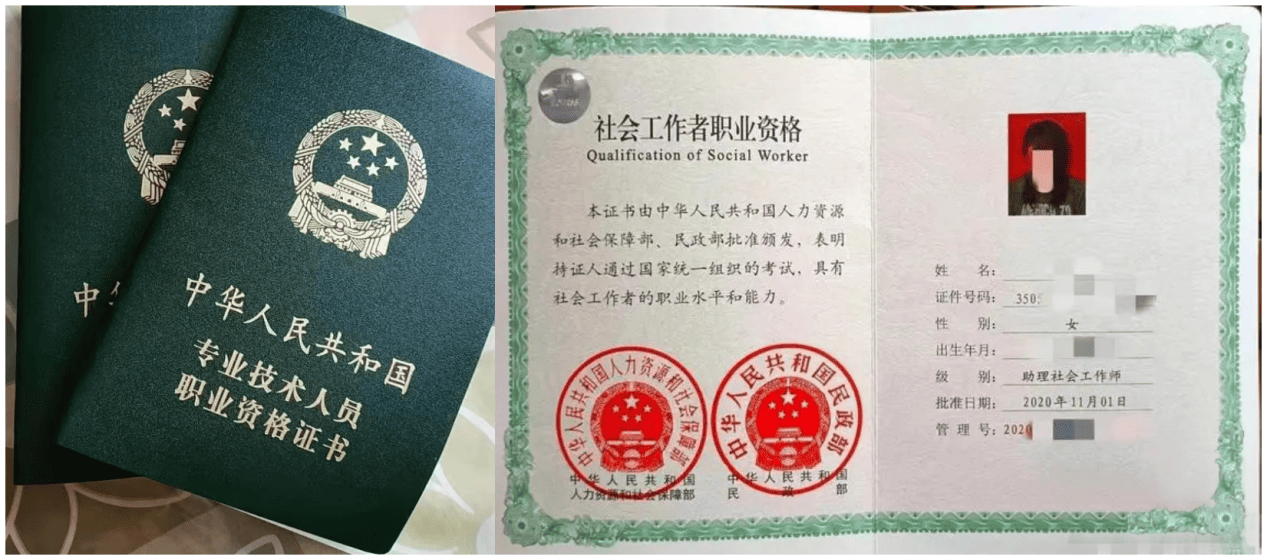 中华
中华人民共和国
专业技术人员
职业资格证书
社会工作者职业资格
Qualification of Social Worker
本证书由中华人民共和国人力资源
和社会保障部、民政部批准颁发，表明
持证人通过国家统一组织的考试，具有
社会工作者的职业水平和能力。
中华人民共和国人力资源和社会保障部
中华人民共和国民政部
中华人民共和国
人力资源和社会保障部
中华人民共和国
民政部
姓名：
证件号码：350
性别：女
出生年月：
级别：助理社会工作师
批准日期：2020年11月01日
管理号：2020